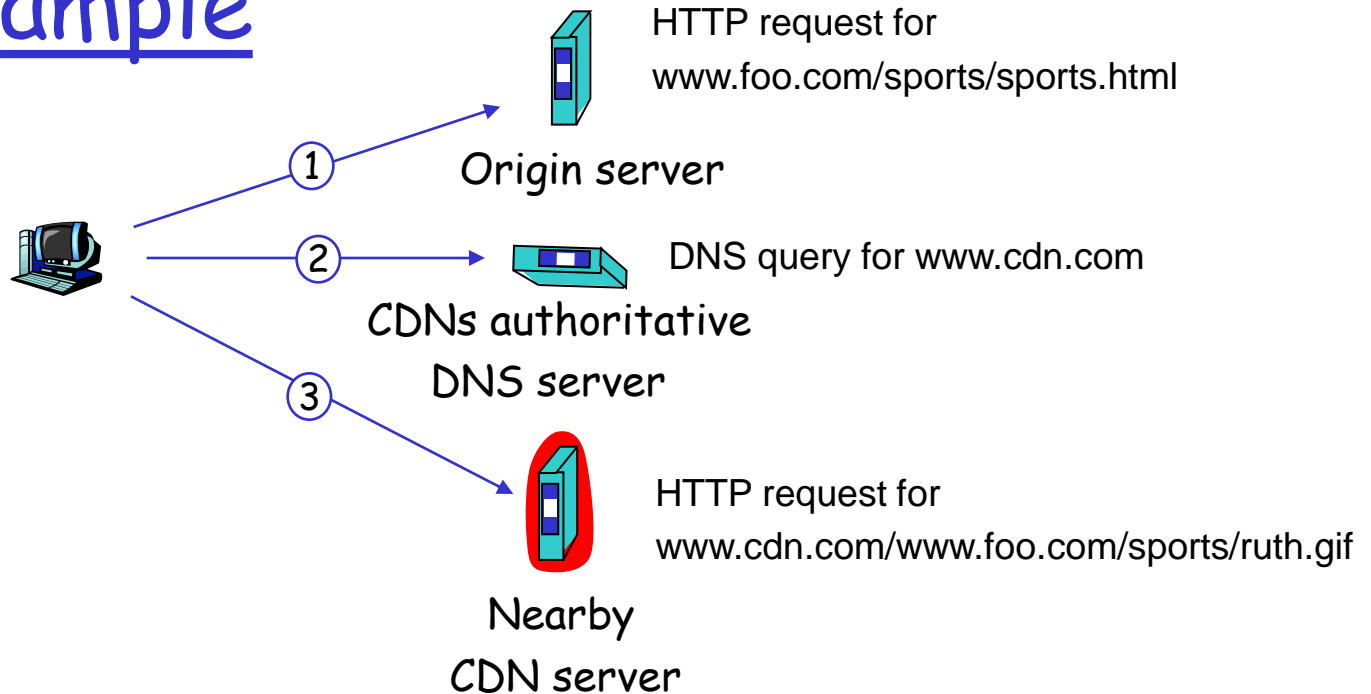 ample
HTTP request for
www.foo.com/sports/sports.html
1
Origin server
2
DNS query for www.cdn.com
CDNs authoritative
DNS server
3
HTTP request for
www.cdn.com/www.foo.com/sports/ruth.gif
Nearby
CDN server